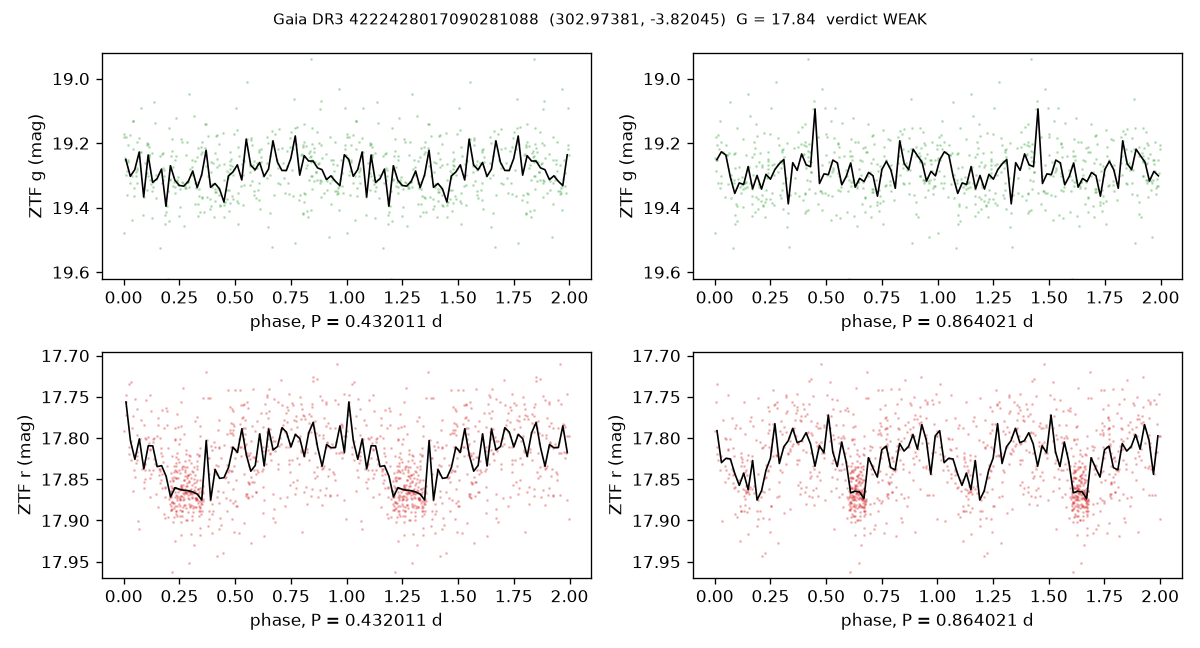 Gaia DR3 4222428017090281088 (302.97381, -3.82045) G = 17.84 verdict WEAK
ZTF g (mag)
19.0
19.2
19.4
19.6
0.00 0.25 0.50 0.75 1.00 1.25 1.50 1.75 2.00
phase, P = 0.432011 d
ZTF g (mag)
19.0
19.2
19.4
19.6
0.00 0.25 0.50 0.75 1.00 1.25 1.50 1.75 2.00
phase, P = 0.864021 d
ZTF r (mag)
17.70
17.75
17.80
17.85
17.90
17.95
0.00 0.25 0.50 0.75 1.00 1.25 1.50 1.75 2.00
phase, P = 0.432011 d
ZTF r (mag)
17.70
17.75
17.80
17.85
17.90
17.95
0.00 0.25 0.50 0.75 1.00 1.25 1.50 1.75 2.00
phase, P = 0.864021 d